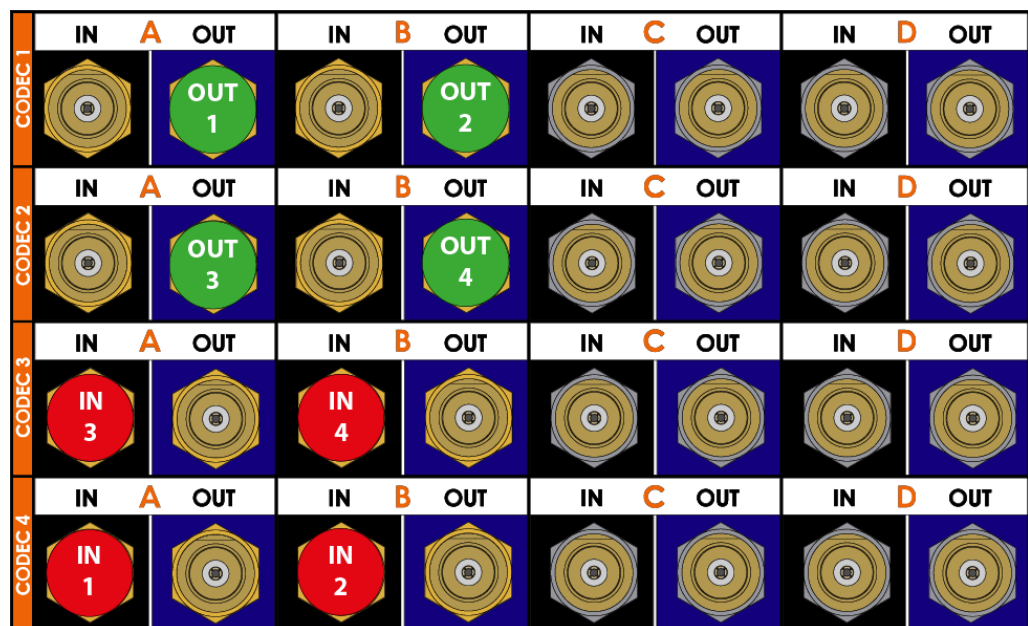 CODEC 1
IN A OUT IN B OUT IN C OUT IN D OUT
OUT 1
OUT 2
CODEC 2
IN A OUT IN B OUT IN C OUT IN D OUT
OUT 3
OUT 4
CODEC 3
IN A OUT IN B OUT IN C OUT IN D OUT
IN 3
IN 4
CODEC 4
IN A OUT IN B OUT IN C OUT IN D OUT
IN 1
IN 2